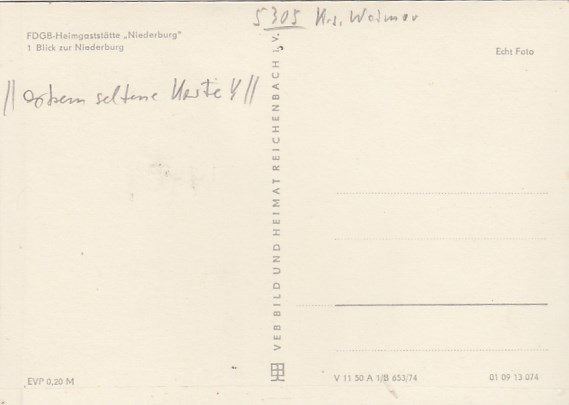 5305 Krs. Weimar
FDGB-Heimgaststätte „Niederburg"
1 Blick zur Niederburg
Echt Foto
seltene Karte
VEB BILD UND HEIMAT REICHENBACH i.V.
EVP 0,20 M
V 11 50 A 1/B 653/74
01 09 13 074